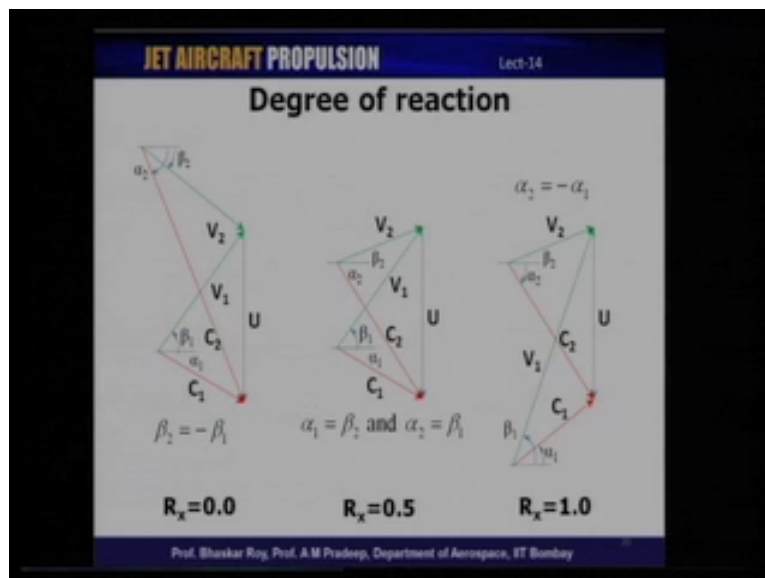 JET AIRCRAFT PROPULSION Lect-14
Degree of reaction
α₂ β₂ V₂ V₁ U β₁ C₂ α₁ C₁
β₂ = - β₁
Rₓ=0.0
V₂ β₂ α₂ V₁ U β₁ C₂ α₁ C₁
α₁ = β₂ and α₂ = β₁
Rₓ=0.5
α₂ = - α₁
V₂ β₂ α₂ U C₂ V₁ C₁ β₁ α₁
Rₓ=1.0
Prof. Bhaskar Roy, Prof. A M Pradeep, Department of Aerospace, IIT Bombay